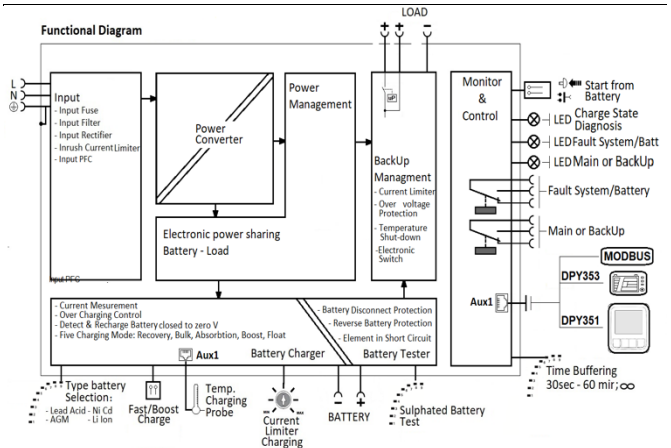 Functional Diagram
LOAD
+ + -
L
N
Input
- Input Fuse
- Input Filter
- Input Rectifier
- Inrush Current Limiter
- Input PFC
Input PFC
Power
Converter
Power
Management
Electronic power sharing
Battery - Load
BackUp
Managment
- Current Limiter
- Over voltage
Protection
- Temperature
Shut-down
-Electronic
Switch
Monitor
&
Control
Start from
Battery
LED Charge State
Diagnosis
LED Fault System/Batt
LED Main or BackUp
Fault System/Battery
Main or BackUp
MODBUS
DPY353
Aux1
DPY351
Time Buffering
30sec - 60 mir; ∞
- Current Mesurement
- Over Charging Control
- Detect & Recharge Battery closed to zero V
- Five Charging Mode: Recovery, Bulk, Absorbtion, Boost, Float
Aux1
Battery Charger
- Battery Disconnect Protection
- Reverse Battery Protection
- Element in Short Circuit
Battery Tester
Type battery
Selection:
- Lead Acid - Ni Cd
- AGM - Li Ion
Fast/Boost
Charge
Temp.
Charging
Probe
Current
Limiter
Charging
- +
BATTERY
Sulphated Battery
Test